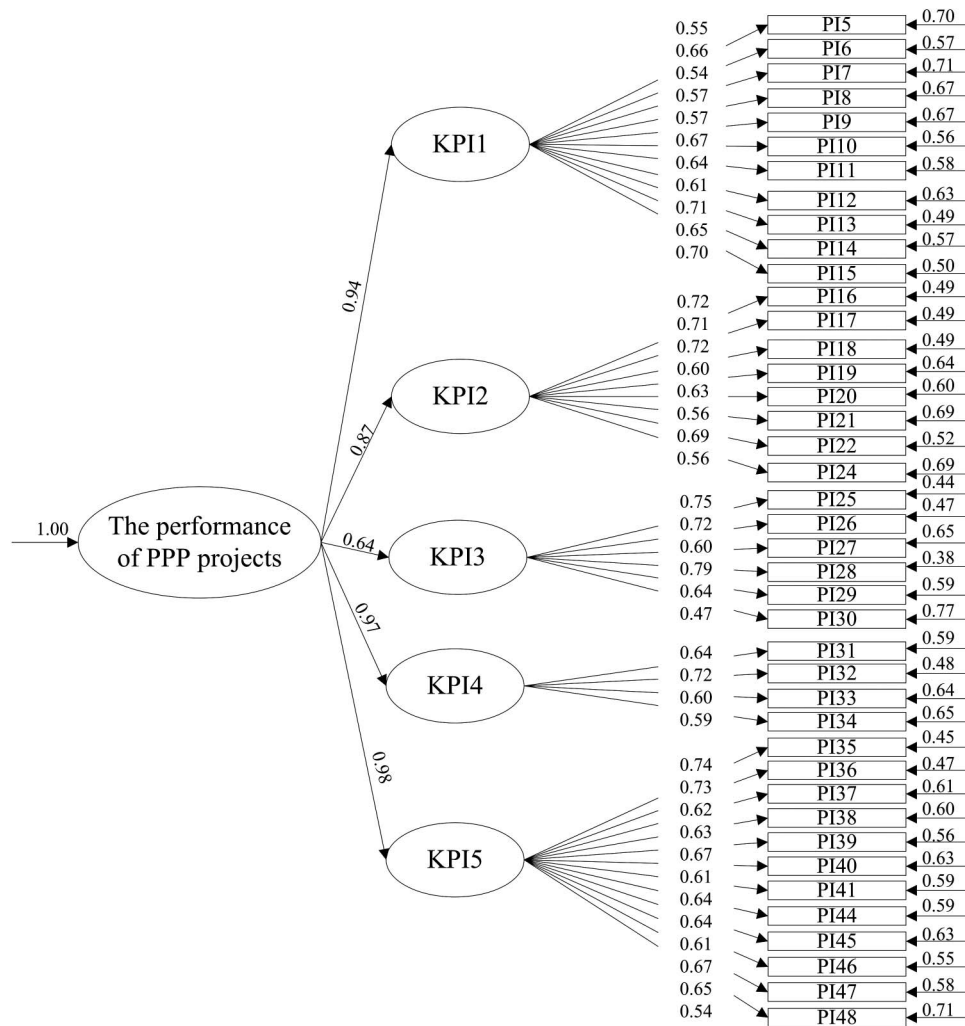 1.00
The performance
of PPP projects
0.94
0.87
0.64
0.97
0.98
KPI1
KPI2
KPI3
KPI4
KPI5
0.55
0.66
0.54
0.57
0.57
0.67
0.64
0.61
0.71
0.65
0.70
0.72
0.71
0.72
0.60
0.63
0.56
0.69
0.56
0.75
0.72
0.60
0.79
0.64
0.47
0.64
0.72
0.60
0.59
0.74
0.73
0.62
0.63
0.67
0.61
0.64
0.64
0.61
0.67
0.65
0.54
PI5 0.70
PI6 0.57
PI7 0.71
PI8 0.67
PI9 0.67
PI10 0.56
PI11 0.58
PI12 0.63
PI13 0.49
PI14 0.57
PI15 0.50
PI16 0.49
PI17 0.49
PI18 0.49
PI19 0.64
PI20 0.60
PI21 0.69
PI22 0.52
PI24 0.69
PI25 0.44
PI26 0.47
PI27 0.65
PI28 0.38
PI29 0.59
PI30 0.77
PI31 0.59
PI32 0.48
PI33 0.64
PI34 0.65
PI35 0.45
PI36 0.47
PI37 0.61
PI38 0.60
PI39 0.56
PI40 0.63
PI41 0.59
PI44 0.59
PI45 0.63
PI46 0.55
PI47 0.58
PI48 0.71